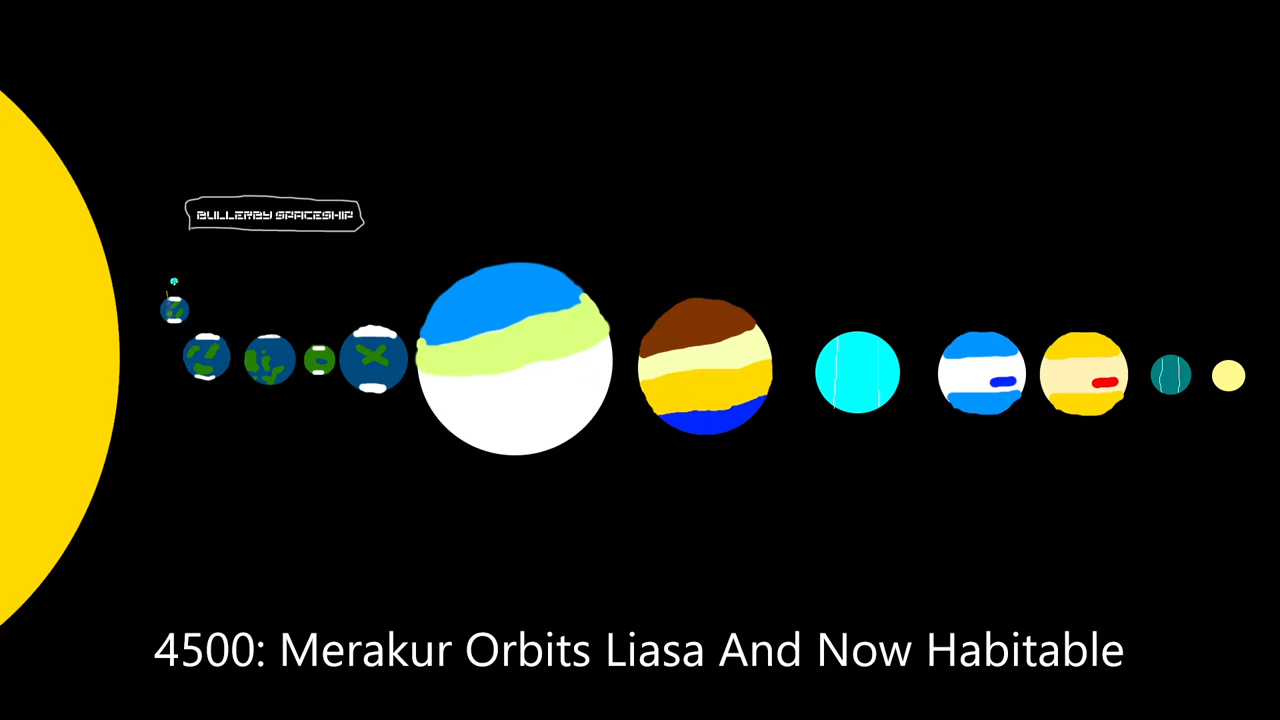 BULLERBY SPACESHIP
4500: Merakur Orbits Liasa And Now Habitable